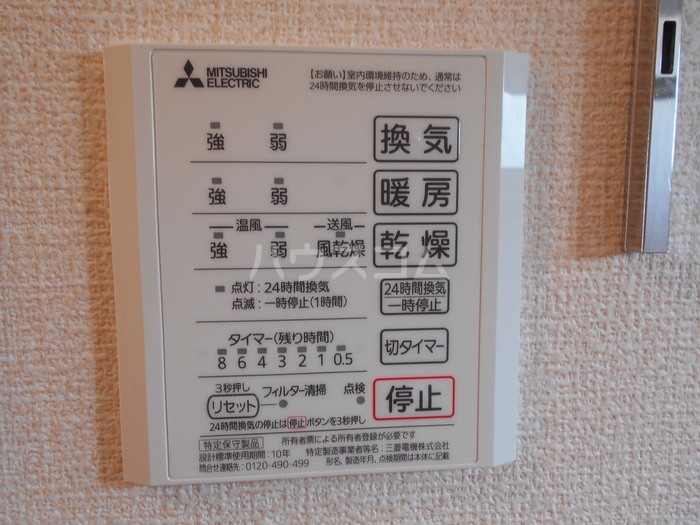 MITSUBISHI
ELECTRIC
【お願い】室内環境維持のため、通常は
24時間換気を停止させないでください
強 弱 換気
強 弱 暖房
温風 送風
強 弱 風乾燥 乾燥
点灯：24時間換気
点滅：一時停止(1時間)
24時間換気
一時停止
タイマー(残り時間)
8 6 4 3 2 1 0.5
切タイマー
3秒押し
リセット フィルター清掃 点検
停止
24時間換気の停止は停止ボタンを3秒押し
特定保守製品 所有者票による所有者登録が必要です
設計標準使用期間：10年 特定製造事業者等名：三菱電機株式会社
問合せ連絡先：0120-490-499 形名、製造年月、点検期間は本体に記載
ハウスコム